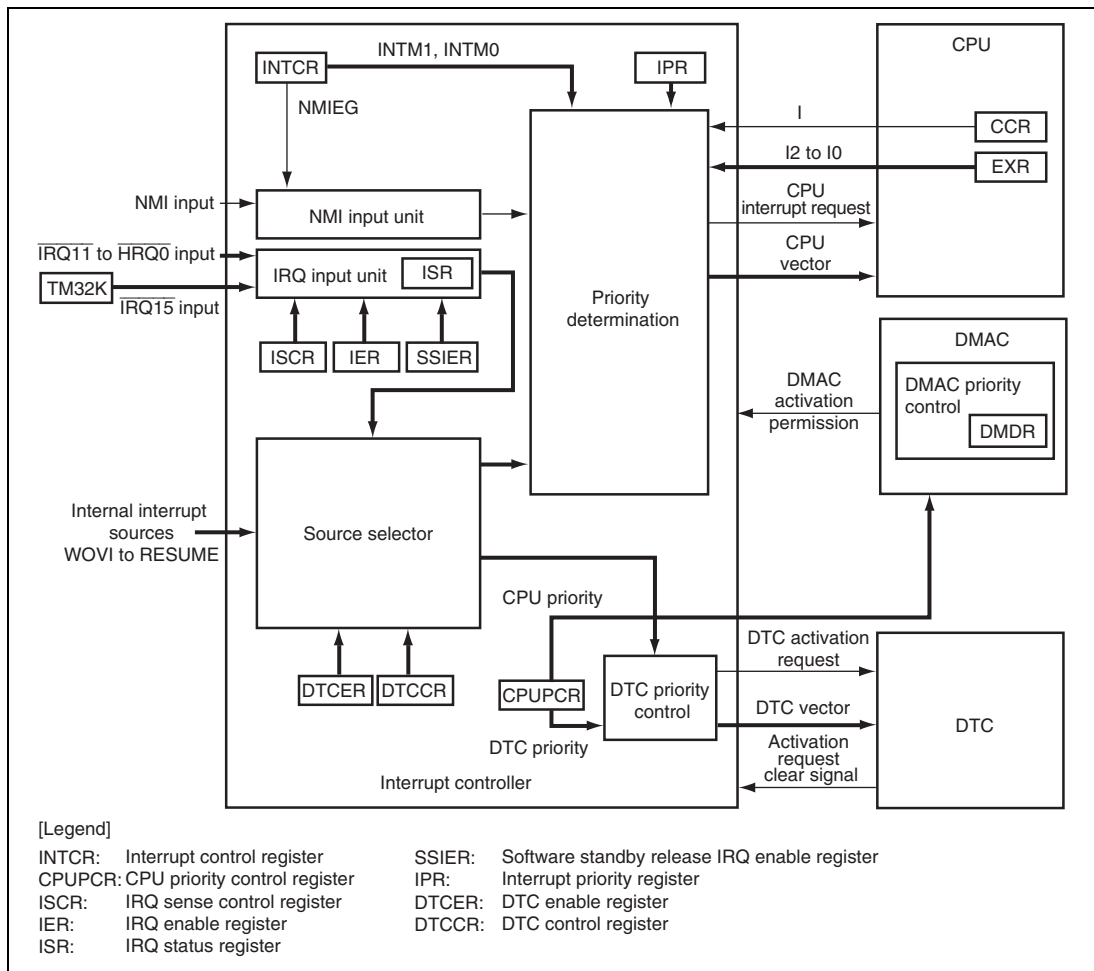 INTCR
INTM1, INTM0
IPR
CPU
NMIEG
I
CCR
I2 to I0
EXR
NMI input
NMI input unit
CPU
interrupt request
CPU
vector
IRQ11 to HRQ0 input
IRQ input unit
ISR
TM32K
IRQ15 input
Priority
determination
ISCR
IER
SSIER
DMAC
DMAC
activation
permission
DMAC priority
control
DMDR
Internal interrupt
sources
WOVI to RESUME
Source selector
CPU priority
DTC activation
request
DTCER
DTCCR
CPUPCR
DTC priority
control
DTC vector
DTC
DTC priority
Activation
request
clear signal
Interrupt controller
[Legend]
INTCR: Interrupt control register
CPUPCR: CPU priority control register
ISCR: IRQ sense control register
IER: IRQ enable register
ISR: IRQ status register
SSIER: Software standby release IRQ enable register
IPR: Interrupt priority register
DTCER: DTC enable register
DTCCR: DTC control register